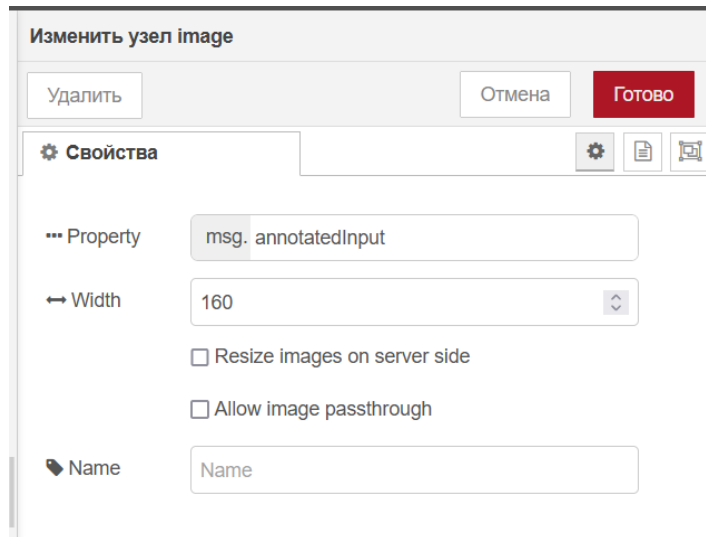 Изменить узел image
Удалить
Отмена
Готово
Свойства
Property
msg. annotatedInput
Width
160
Resize images on server side
Allow image passthrough
Name
Name